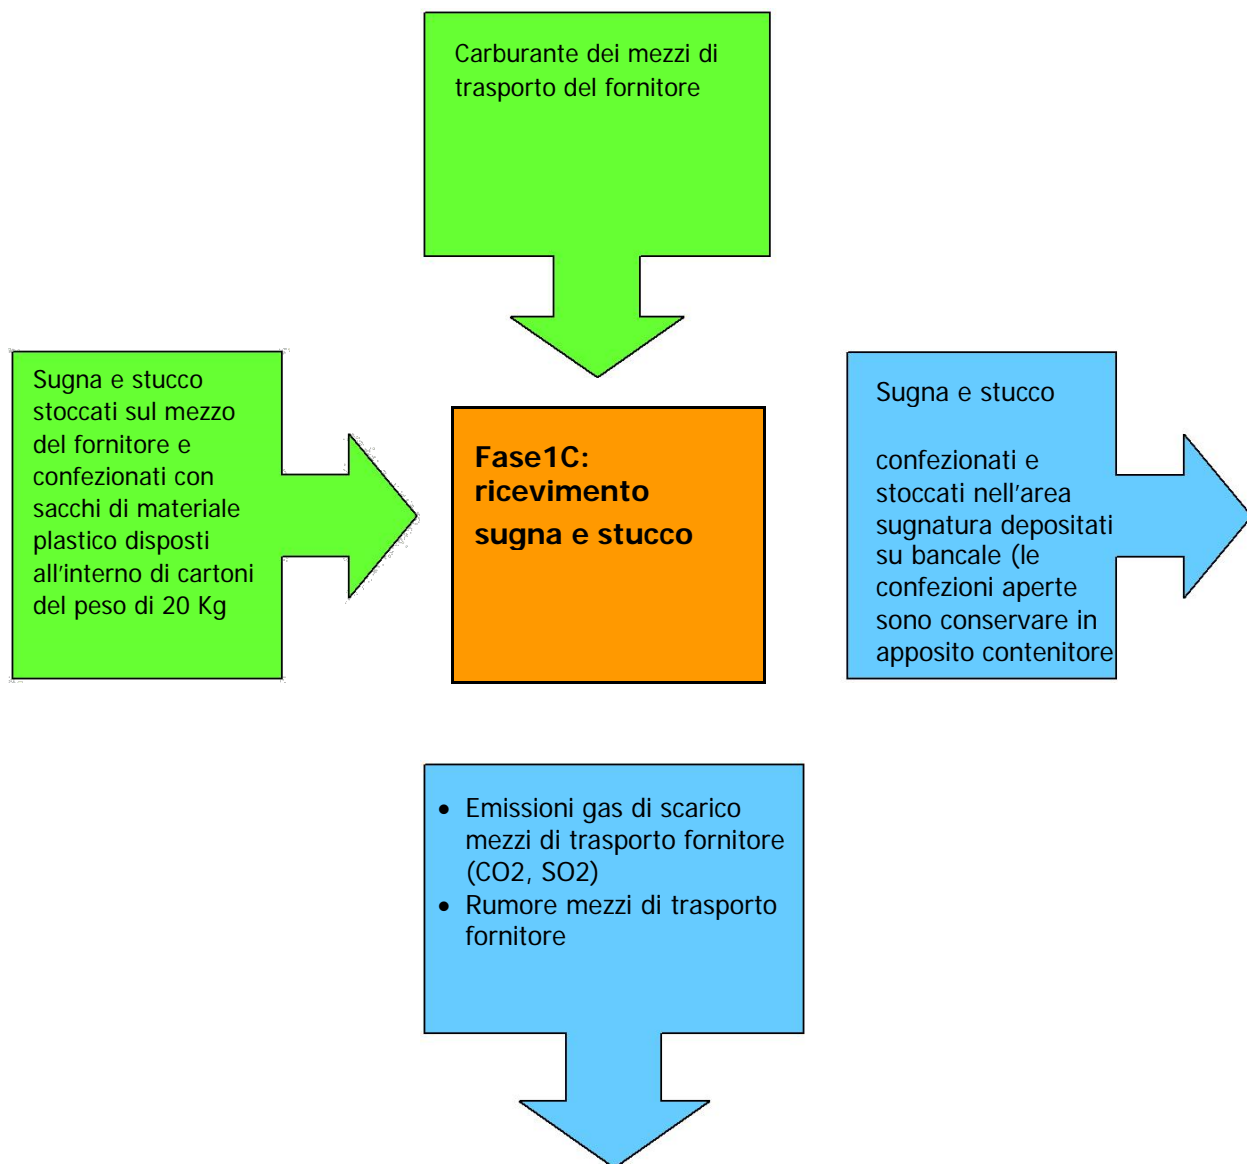 Carburante dei mezzi di
trasporto del fornitore
Sugna e stucco
stoccati sul mezzo
del fornitore e
confezionati con
sacchi di materiale
plastico disposti
all'interno di cartoni
del peso di 20 Kg
Fase1C:
ricevimento
sugna e stucco
Sugna e stucco
confezionati e
stoccati nell'area
sugnatura depositati
su bancale (le
confezioni aperte
sono conservare in
apposito contenitore
• Emissioni gas di scarico
mezzi di trasporto fornitore
(CO2, SO2)
• Rumore mezzi di trasporto
fornitore